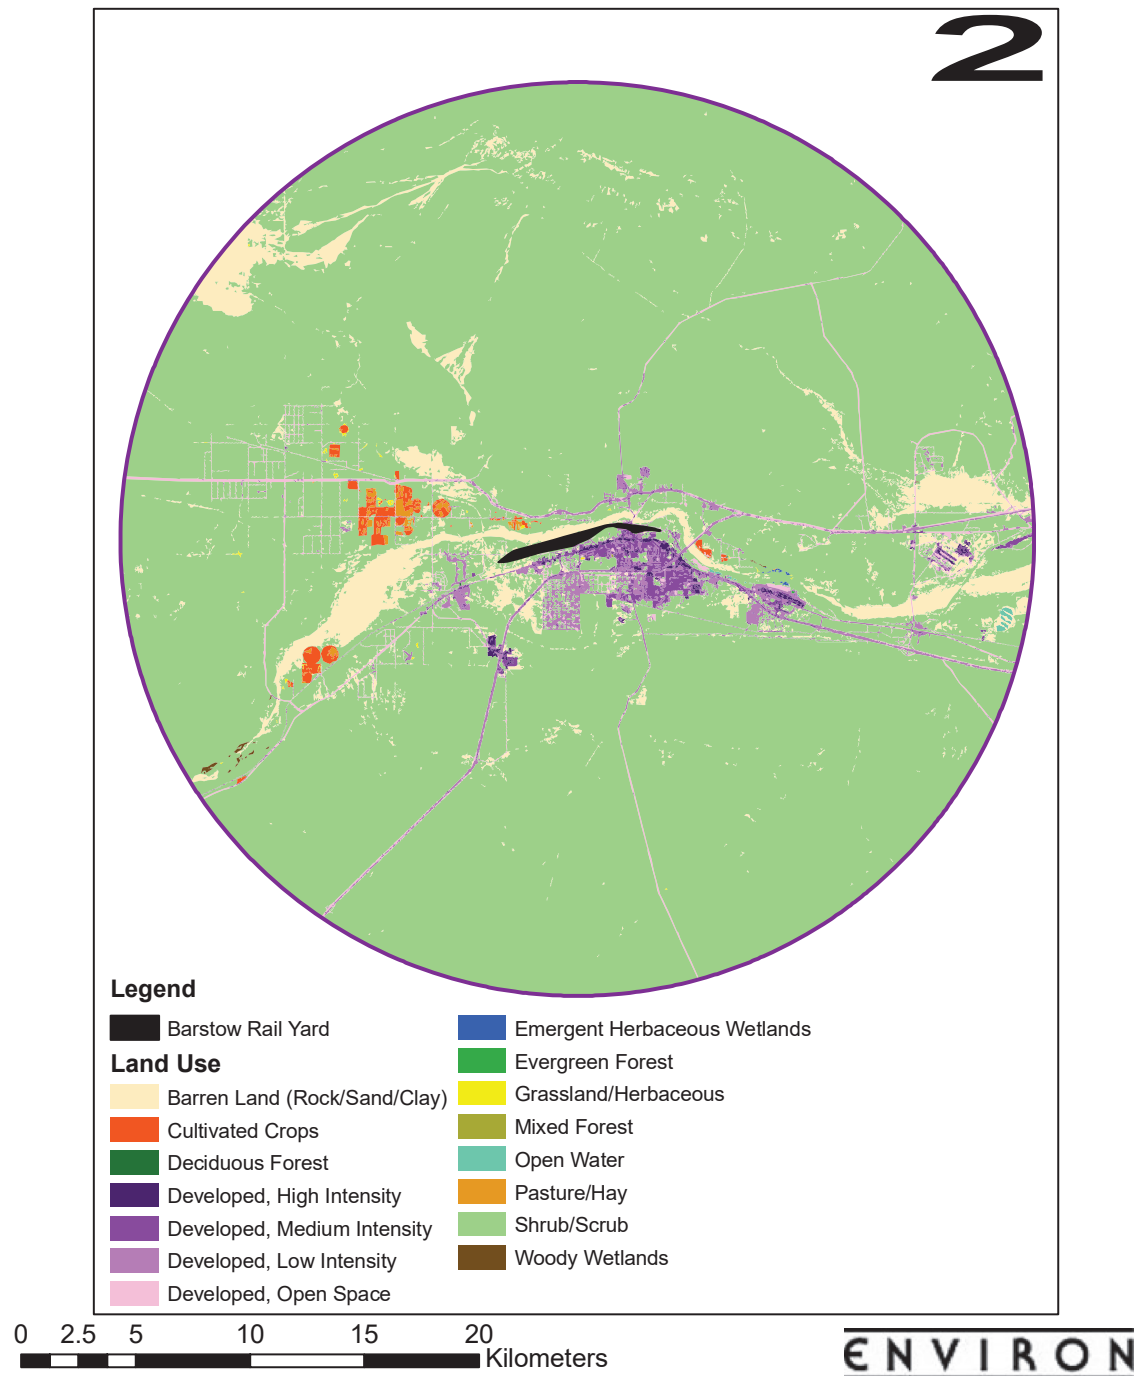 2
Legend
Barstow Rail Yard
Land Use
Barren Land (Rock/Sand/Clay)
Cultivated Crops
Deciduous Forest
Developed, High Intensity
Developed, Medium Intensity
Developed, Low Intensity
Developed, Open Space
Emergent Herbaceous Wetlands
Evergreen Forest
Grassland/Herbaceous
Mixed Forest
Open Water
Pasture/Hay
Shrub/Scrub
Woody Wetlands
0 2.5 5 10 15 20
Kilometers
ENVIRON